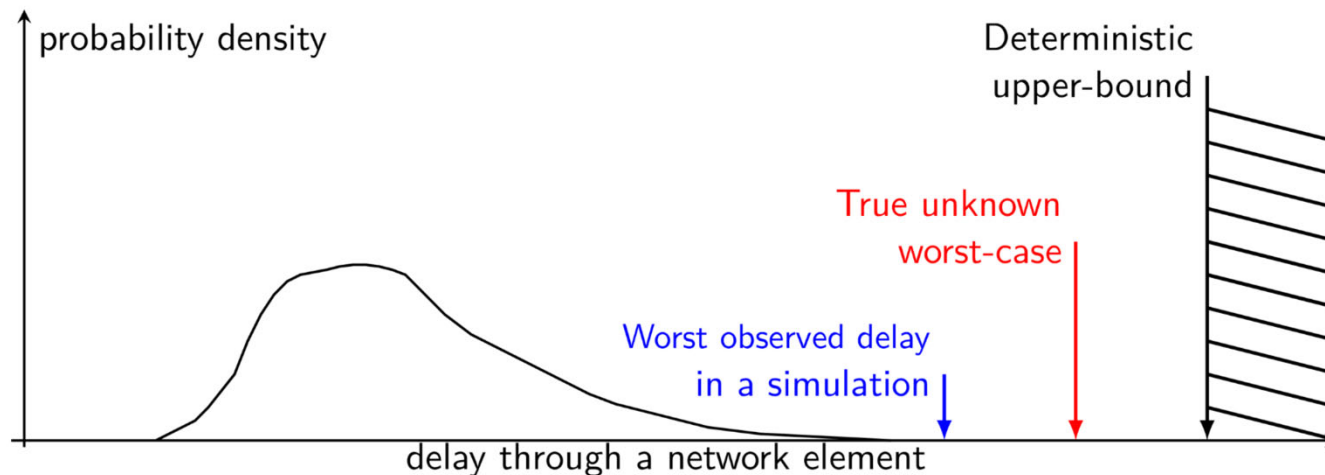 probability density
Deterministic
upper-bound
True unknown
worst-case
Worst observed delay
in a simulation
delay through a network element